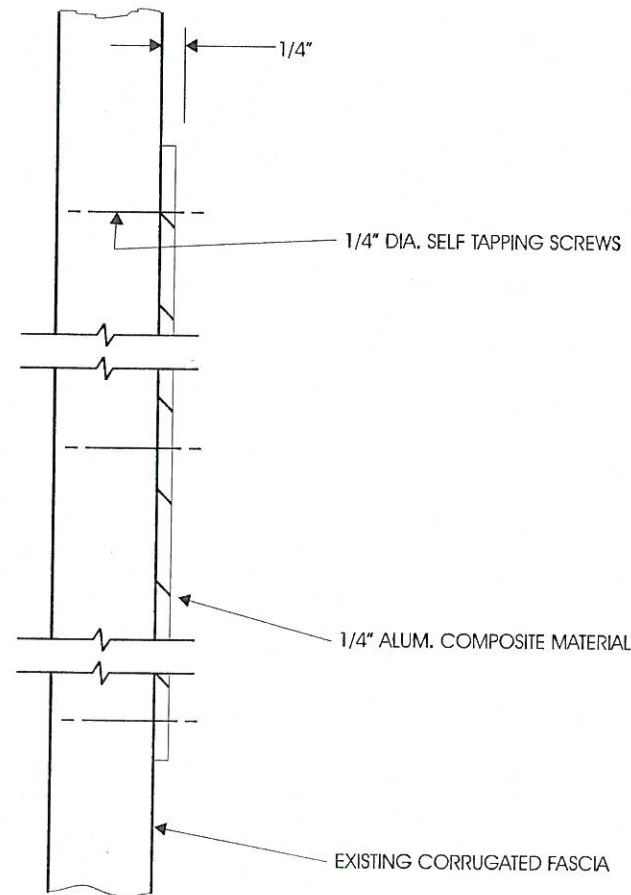 1/4"
1/4" DIA. SELF TAPPING SCREWS
1/4" ALUM. COMPOSITE MATERIAL
EXISTING CORRUGATED FASCIA